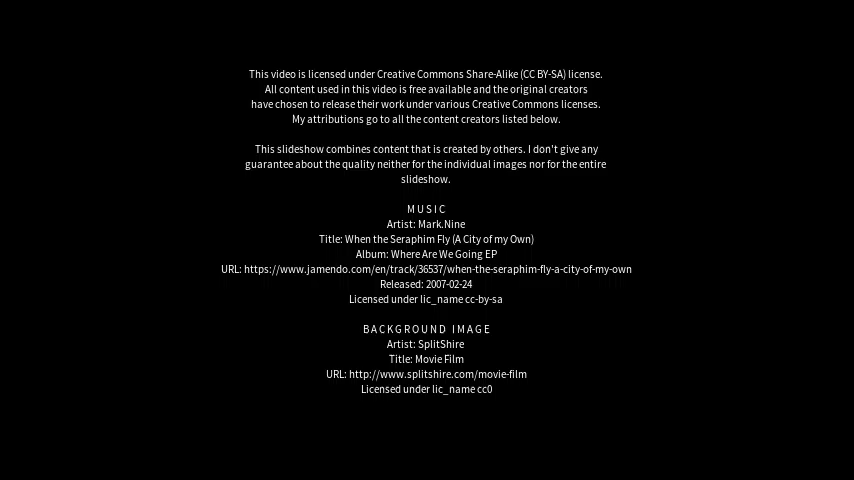 This video is licensed under Creative Commons Share-Alike (CC BY-SA) license.
All content used in this video is free available and the original creators
have chosen to release their work under various Creative Commons licenses.
My attributions go to all the content creators listed below.
This slideshow combines content that is created by others. I don't give any
guarantee about the quality neither for the individual images nor for the entire
slideshow.
MUSIC
Artist: Mark.Nine
Title: When the Seraphim Fly (A City of my Own)
Album: Where Are We Going EP
URL: https://www.jamendo.com/en/track/36537/when-the-seraphim-fly-a-city-of-my-own
Released: 2007-02-24
Licensed under lic_name cc-by-sa
BACKGROUND IMAGE
Artist: SplitShire
Title: Movie Film
URL: http://www.splitshire.com/movie-film
Licensed under lic_name cc0